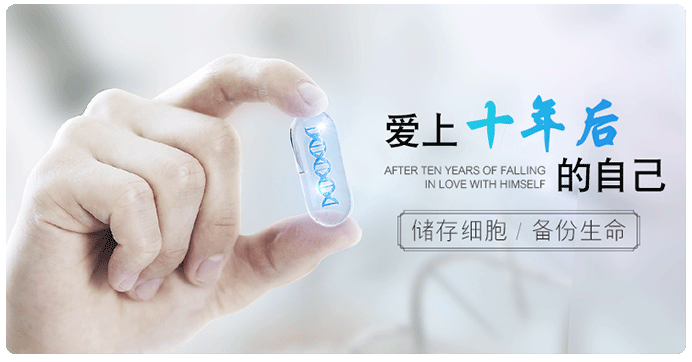 爱上十年后
AFTER TEN YEARS OF FALLING
IN LOVE WITH HIMSELF
的自己
储存细胞 / 备份生命